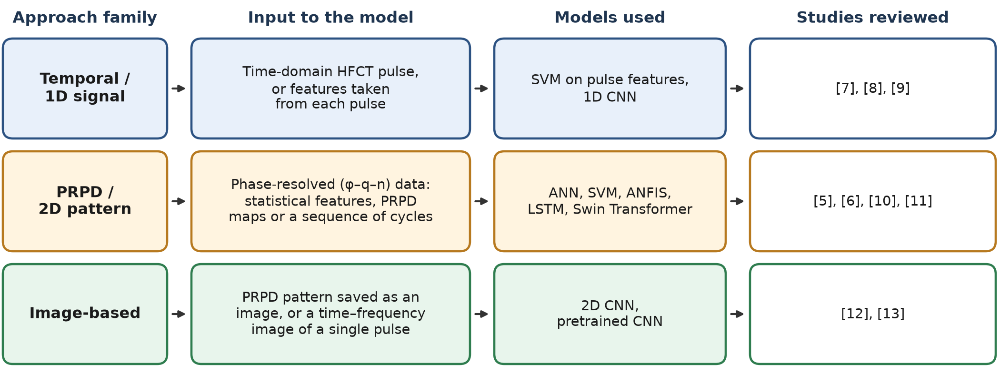 Approach family
Input to the model
Models used
Studies reviewed
Temporal /
1D signal
Time-domain HFCT pulse,
or features taken
from each pulse
SVM on pulse features,
1D CNN
[7], [8], [9]
PRPD /
2D pattern
Phase-resolved (φ–q–n) data:
statistical features, PRPD
maps or a sequence of cycles
ANN, SVM, ANFIS,
LSTM, Swin Transformer
[5], [6], [10], [11]
Image-based
PRPD pattern saved as an
image, or a time–frequency
image of a single pulse
2D CNN,
pretrained CNN
[12], [13]